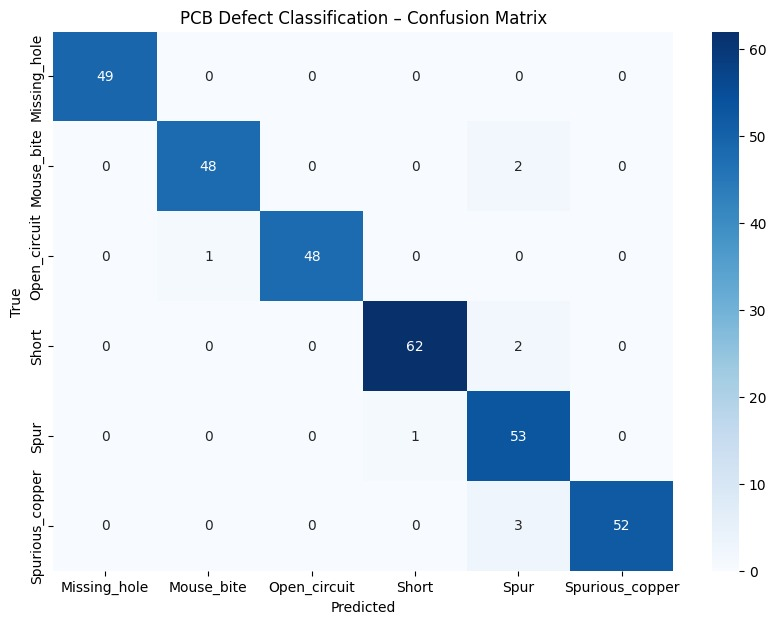 PCB Defect Classification – Confusion Matrix
True
Missing_hole
49 0 0 0 0 0
Mouse_bite
0 48 0 0 2 0
Open_circuit
0 1 48 0 0 0
Short
0 0 0 62 2 0
Spur
0 0 0 1 53 0
Spurious_copper
0 0 0 0 3 52
Missing_hole Mouse_bite Open_circuit Short Spur Spurious_copper
Predicted
60
50
40
30
20
10
0